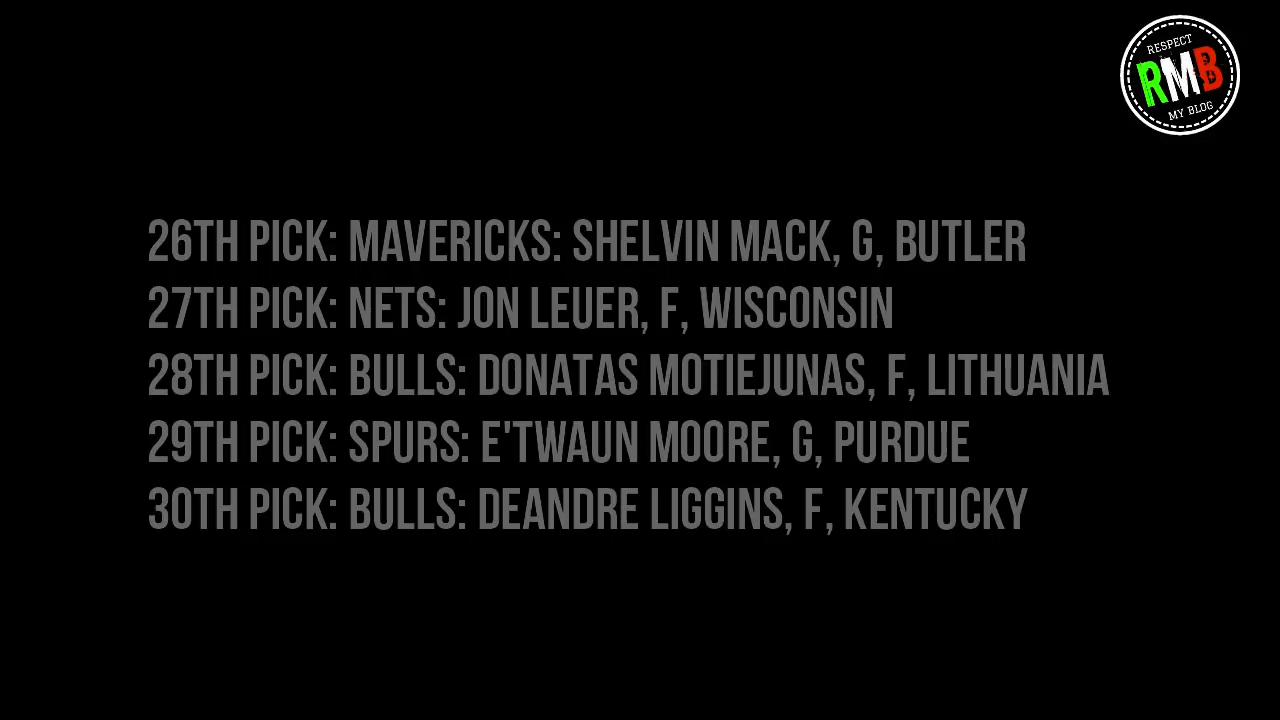 RESPECT
RMB
MY BLOG
26TH PICK: MAVERICKS: SHELVIN MACK, G, BUTLER
27TH PICK: NETS: JON LEUER, F, WISCONSIN
28TH PICK: BULLS: DONATAS MOTIEJUNAS, F, LITHUANIA
29TH PICK: SPURS: E'TWAUN MOORE, G, PURDUE
30TH PICK: BULLS: DEANDRE LIGGINS, F, KENTUCKY